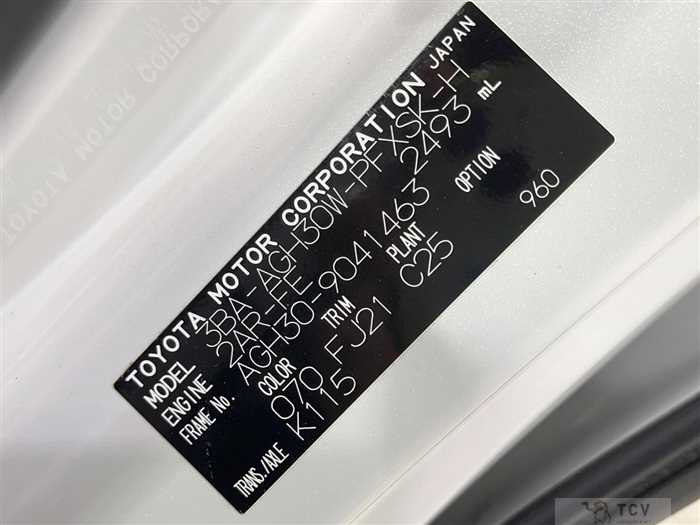 TOYOTA MOTOR CORPORATION JAPAN
MODEL 3BA-AGH30W-PFXSK-H
ENGINE 2AR-FE 2493 mL
FRAME No. AGH30-9041463
COLOR TRIM PLANT OPTION
070 FJ21 C25 960
TRANS./AXLE K115
TCV